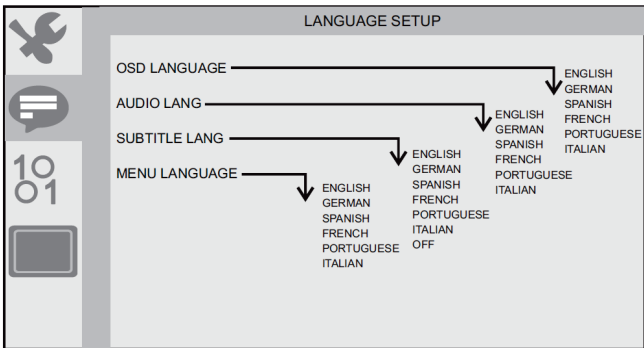 LANGUAGE SETUP
OSD LANGUAGE
ENGLISH
GERMAN
SPANISH
FRENCH
PORTUGUESE
ITALIAN
AUDIO LANG
ENGLISH
GERMAN
SPANISH
FRENCH
PORTUGUESE
ITALIAN
SUBTITLE LANG
ENGLISH
GERMAN
SPANISH
FRENCH
PORTUGUESE
ITALIAN
OFF
MENU LANGUAGE
ENGLISH
GERMAN
SPANISH
FRENCH
PORTUGUESE
ITALIAN
10
01